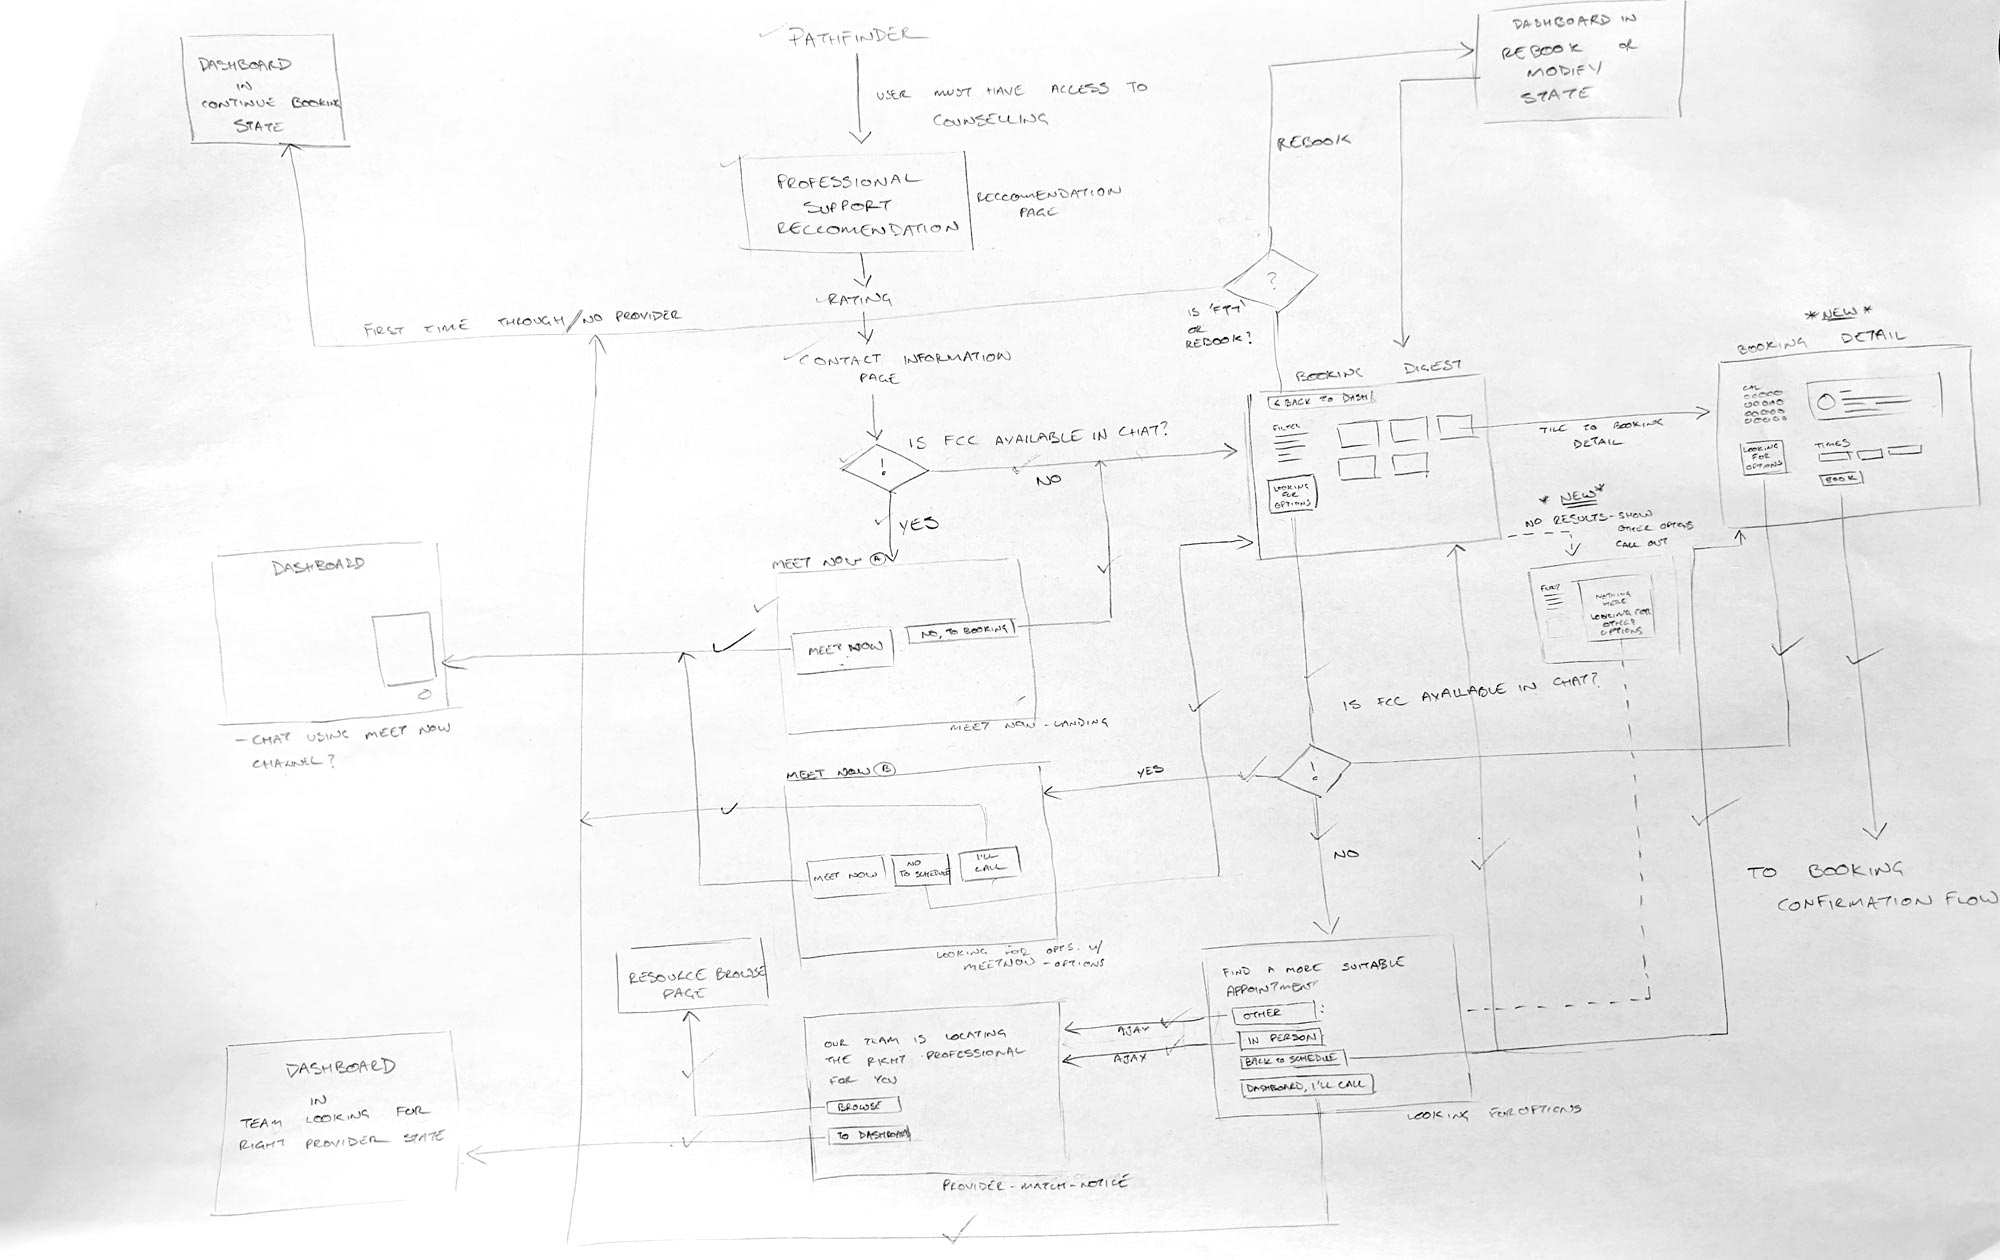 PATHFINDER
USER MUST HAVE ACCESS TO
COUNSELLING
DASHBOARD
IN
CONTINUE BOOKING
STATE
DASHBOARD IN
REBOOK or
MODIFY
STATE
REBOOK
PROFESSIONAL
SUPPORT
RECCOMENDATION
RECCOMENDATION
PAGE
RATING
FIRST TIME THROUGH/NO PROVIDER
?
IS 'FTT'
OR
REBOOK?
CONTACT INFORMATION
PAGE
IS FCC AVAILABLE IN CHAT?
!
NO
YES
BOOKING DIGEST
< BACK TO DASH
FILTER
LOOKING
FOR
OPTIONS
TILE TO BOOKING
DETAIL
*NEW*
BOOKING DETAIL
CAL
TIMES
LOOKING
FOR
OPTIONS
BOOK
*NEW*
NO RESULTS - SHOW
OTHER OPTIONS
CALL OUT
FILTER
NOTHING
HERE
LOOKING FOR
OTHER
OPTIONS
MEET NOW A
MEET NOW
NO, TO BOOKING
MEET NOW - LANDING
DASHBOARD
- CHAT USING MEET NOW
CHANNEL?
IS FCC AVAILABLE IN CHAT?
!
YES
NO
MEET NOW B
MEET NOW
NO
TO SCHEDULE
I'LL
CALL
LOOKING FOR OPTS. W/
MEETNOW - OPTIONS
TO BOOKING
CONFIRMATION FLOW
RESOURCE BROWSE
PAGE
FIND A MORE SUITABLE
APPOINTMENT
OTHER :
IN PERSON
BACK TO SCHEDULE
DASHBOARD, I'LL CALL
LOOKING FOR OPTIONS
AJAX
AJAX
OUR TEAM IS LOCATING
THE RIGHT PROFESSIONAL
FOR YOU
BROWSE
TO DASHBOARD
PROVIDER-MATCH-NOTICE
DASHBOARD
IN
TEAM LOOKING FOR
RIGHT PROVIDER STATE